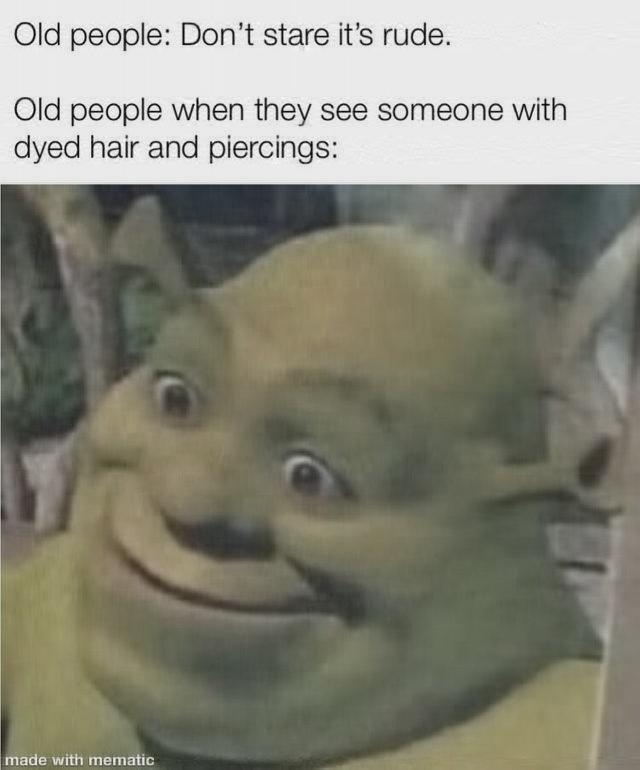 Old people: Don't stare it's rude.
Old people when they see someone with
dyed hair and piercings:
made with mematic